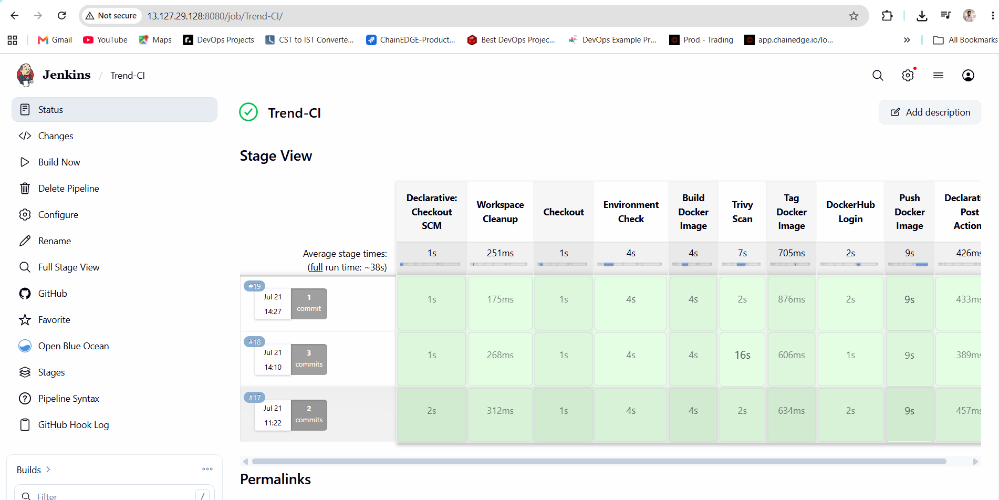 Not secure 13.127.29.128:8080/job/Trend-CI/
Gmail YouTube Maps DevOps Projects CST to IST Converte... ChainEDGE-Product... Best DevOps Projec... DevOps Example Pr... Prod - Trading app.chainedge.io/lo... » All Bookmarks
Jenkins / Trend-CI
Status
Changes
Build Now
Delete Pipeline
Configure
Rename
Full Stage View
GitHub
Favorite
Open Blue Ocean
Stages
Pipeline Syntax
GitHub Hook Log
Builds
Filter /
Trend-CI
Add description
Stage View
Declarative: Checkout SCM
Workspace Cleanup
Checkout
Environment Check
Build Docker Image
Trivy Scan
Tag Docker Image
DockerHub Login
Push Docker Image
Declarati Post Action
Average stage times:
(full run time: ~38s)
1s 251ms 1s 4s 4s 7s 705ms 2s 9s 426ms
#19
Jul 21
14:27
1
commit
1s 175ms 1s 4s 4s 2s 876ms 2s 9s 433ms
#18
Jul 21
14:10
3
commits
1s 268ms 1s 4s 4s 16s 606ms 1s 9s 389ms
#17
Jul 21
11:22
2
commits
2s 312ms 1s 4s 4s 2s 634ms 2s 9s 457ms
Permalinks